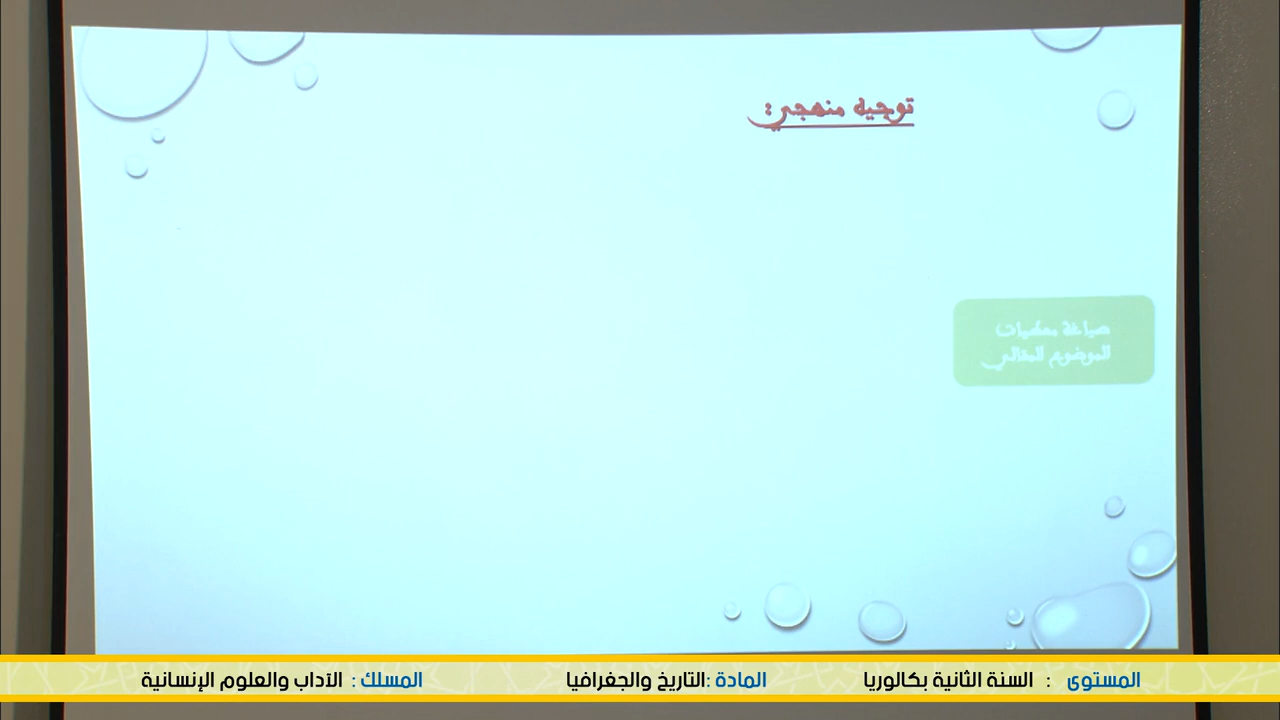 توجيه منهجي:
صياغة معطيات
الموضوع المقالي
المستوى : السنة الثانية بكالوريا المادة :التاريخ والجغرافيا المسلك : الآداب والعلوم الإنسانية